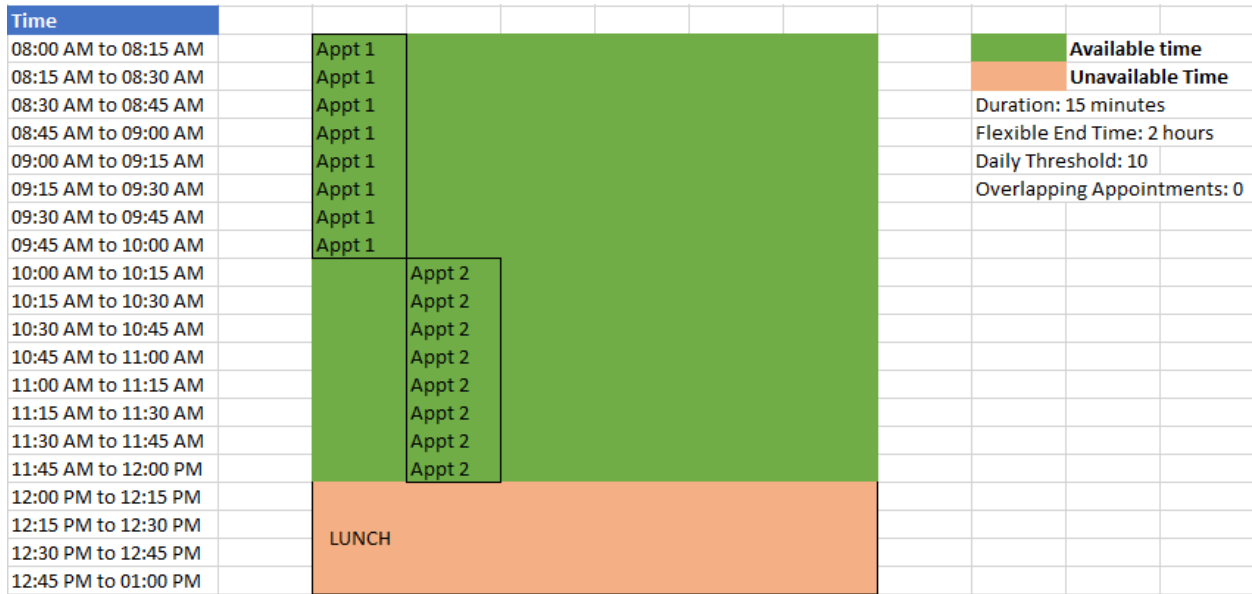 Time
08:00 AM to 08:15 AM Appt 1 Available time
08:15 AM to 08:30 AM Appt 1 Unavailable Time
08:30 AM to 08:45 AM Appt 1 Duration: 15 minutes
08:45 AM to 09:00 AM Appt 1 Flexible End Time: 2 hours
09:00 AM to 09:15 AM Appt 1 Daily Threshold: 10
09:15 AM to 09:30 AM Appt 1 Overlapping Appointments: 0
09:30 AM to 09:45 AM Appt 1
09:45 AM to 10:00 AM Appt 1
10:00 AM to 10:15 AM Appt 2
10:15 AM to 10:30 AM Appt 2
10:30 AM to 10:45 AM Appt 2
10:45 AM to 11:00 AM Appt 2
11:00 AM to 11:15 AM Appt 2
11:15 AM to 11:30 AM Appt 2
11:30 AM to 11:45 AM Appt 2
11:45 AM to 12:00 PM Appt 2
12:00 PM to 12:15 PM
12:15 PM to 12:30 PM
LUNCH
12:30 PM to 12:45 PM
12:45 PM to 01:00 PM